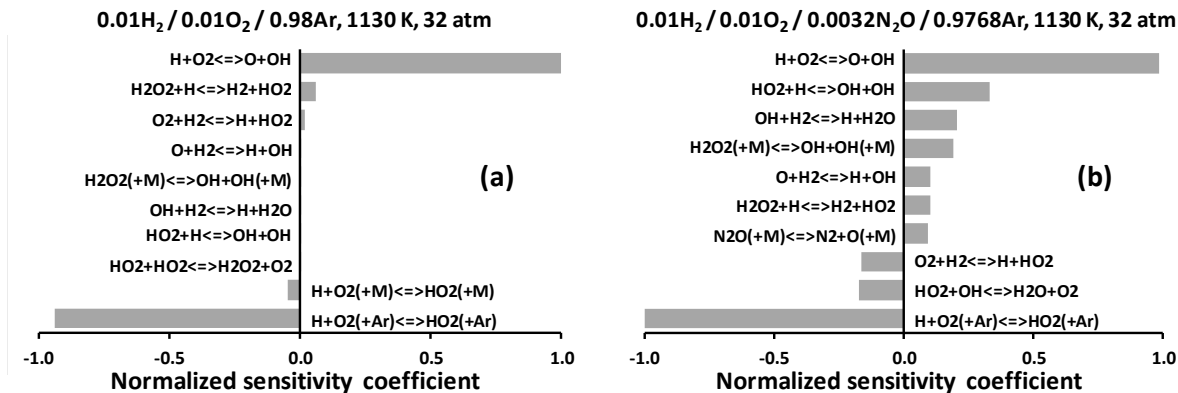 0.01H₂ / 0.01O₂ / 0.98Ar, 1130 K, 32 atm
H+O2<=>O+OH
H2O2+H<=>H2+HO2
O2+H2<=>H+HO2
O+H2<=>H+OH
H2O2(+M)<=>OH+OH(+M)
OH+H2<=>H+H2O
HO2+H<=>OH+OH
HO2+HO2<=>H2O2+O2
H+O2(+M)<=>HO2(+M)
H+O2(+Ar)<=>HO2(+Ar)
(a)
-1.0 -0.5 0.0 0.5 1.0
Normalized sensitivity coefficient
0.01H₂ / 0.01O₂ / 0.0032N₂O / 0.9768Ar, 1130 K, 32 atm
H+O2<=>O+OH
HO2+H<=>OH+OH
OH+H2<=>H+H2O
H2O2(+M)<=>OH+OH(+M)
O+H2<=>H+OH
H2O2+H<=>H2+HO2
N2O(+M)<=>N2+O(+M)
O2+H2<=>H+HO2
HO2+OH<=>H2O+O2
H+O2(+Ar)<=>HO2(+Ar)
(b)
-1.0 -0.5 0.0 0.5 1.0
Normalized sensitivity coefficient